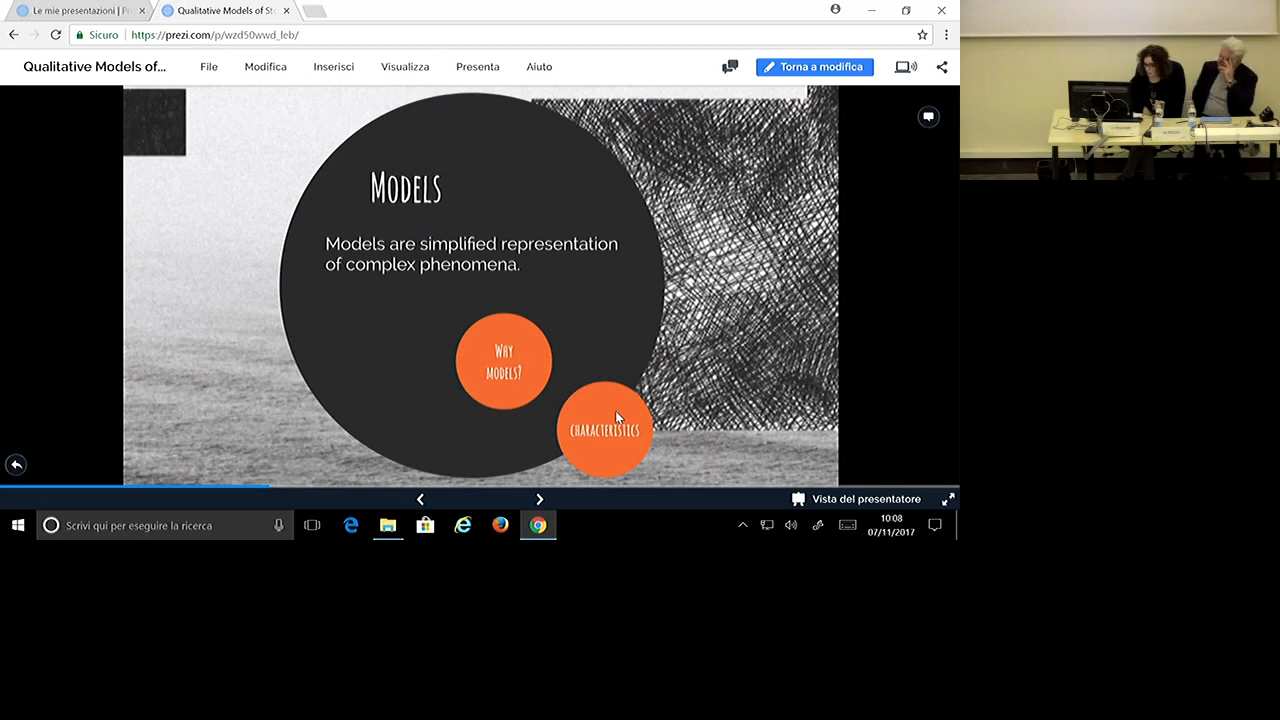 Le mie presentazioni | Pr
Qualitative Models of Sto
Sicuro
https://prezi.com/p/wzd50wwd_leb/
Qualitative Models of...
File
Modifica
Inserisci
Visualizza
Presenta
Aiuto
Torna a modifica
MODELS
Models are simplified representation
of complex phenomena.
WHY
MODELS?
CHARACTERISTICS
Vista del presentatore
Scrivi qui per eseguire la ricerca
10:08
07/11/2017